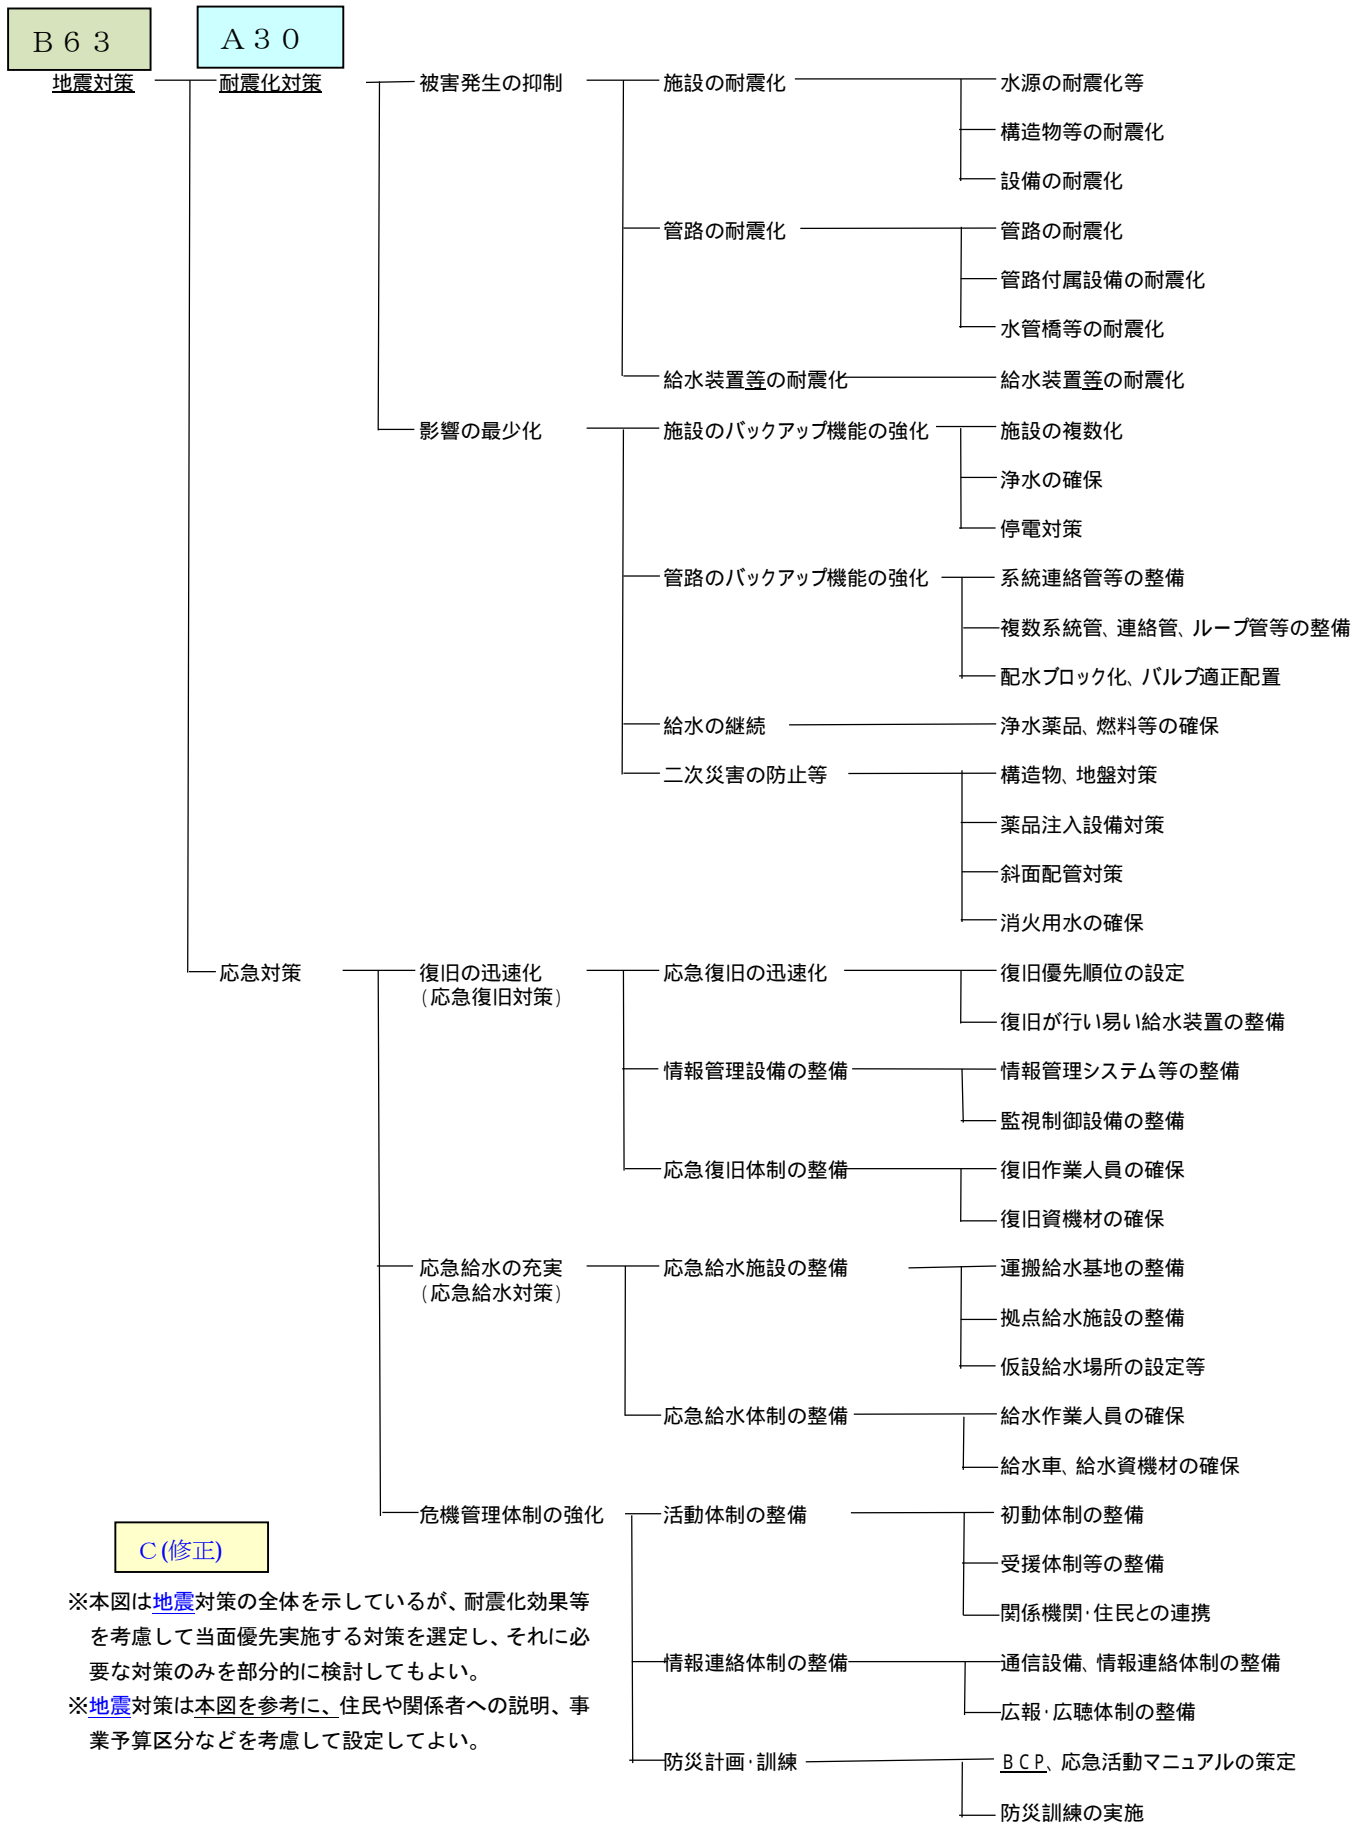 Ｂ６３
Ａ３０
地震対策 耐震化対策 被害発生の抑制 施設の耐震化 水源の耐震化等
構造物等の耐震化
設備の耐震化
管路の耐震化 管路の耐震化
管路付属設備の耐震化
水管橋等の耐震化
給水装置等の耐震化 給水装置等の耐震化
影響の最少化 施設のバックアップ機能の強化 施設の複数化
浄水の確保
停電対策
管路のバックアップ機能の強化 系統連絡管等の整備
複数系統管、連絡管、ループ管等の整備
配水ブロック化、バルブ適正配置
給水の継続 浄水薬品、燃料等の確保
二次災害の防止等 構造物、地盤対策
薬品注入設備対策
斜面配管対策
消火用水の確保
応急対策 復旧の迅速化 応急復旧の迅速化 復旧優先順位の設定
（応急復旧対策）
復旧が行い易い給水装置の整備
情報管理設備の整備 情報管理システム等の整備
監視制御設備の整備
応急復旧体制の整備 復旧作業人員の確保
復旧資機材の確保
応急給水の充実 応急給水施設の整備 運搬給水基地の整備
（応急給水対策）
拠点給水施設の整備
仮設給水場所の設定等
応急給水体制の整備 給水作業人員の確保
給水車、給水資機材の確保
危機管理体制の強化 活動体制の整備 初動体制の整備
受援体制等の整備
関係機関・住民との連携
情報連絡体制の整備 通信設備、情報連絡体制の整備
広報・広聴体制の整備
防災計画・訓練 ＢＣＰ、応急活動マニュアルの策定
防災訓練の実施
Ｃ(修正)
※本図は地震対策の全体を示しているが、耐震化効果等
を考慮して当面優先実施する対策を選定し、それに必
要な対策のみを部分的に検討してもよい。
※地震対策は本図を参考に、住民や関係者への説明、事
業予算区分などを考慮して設定してよい。